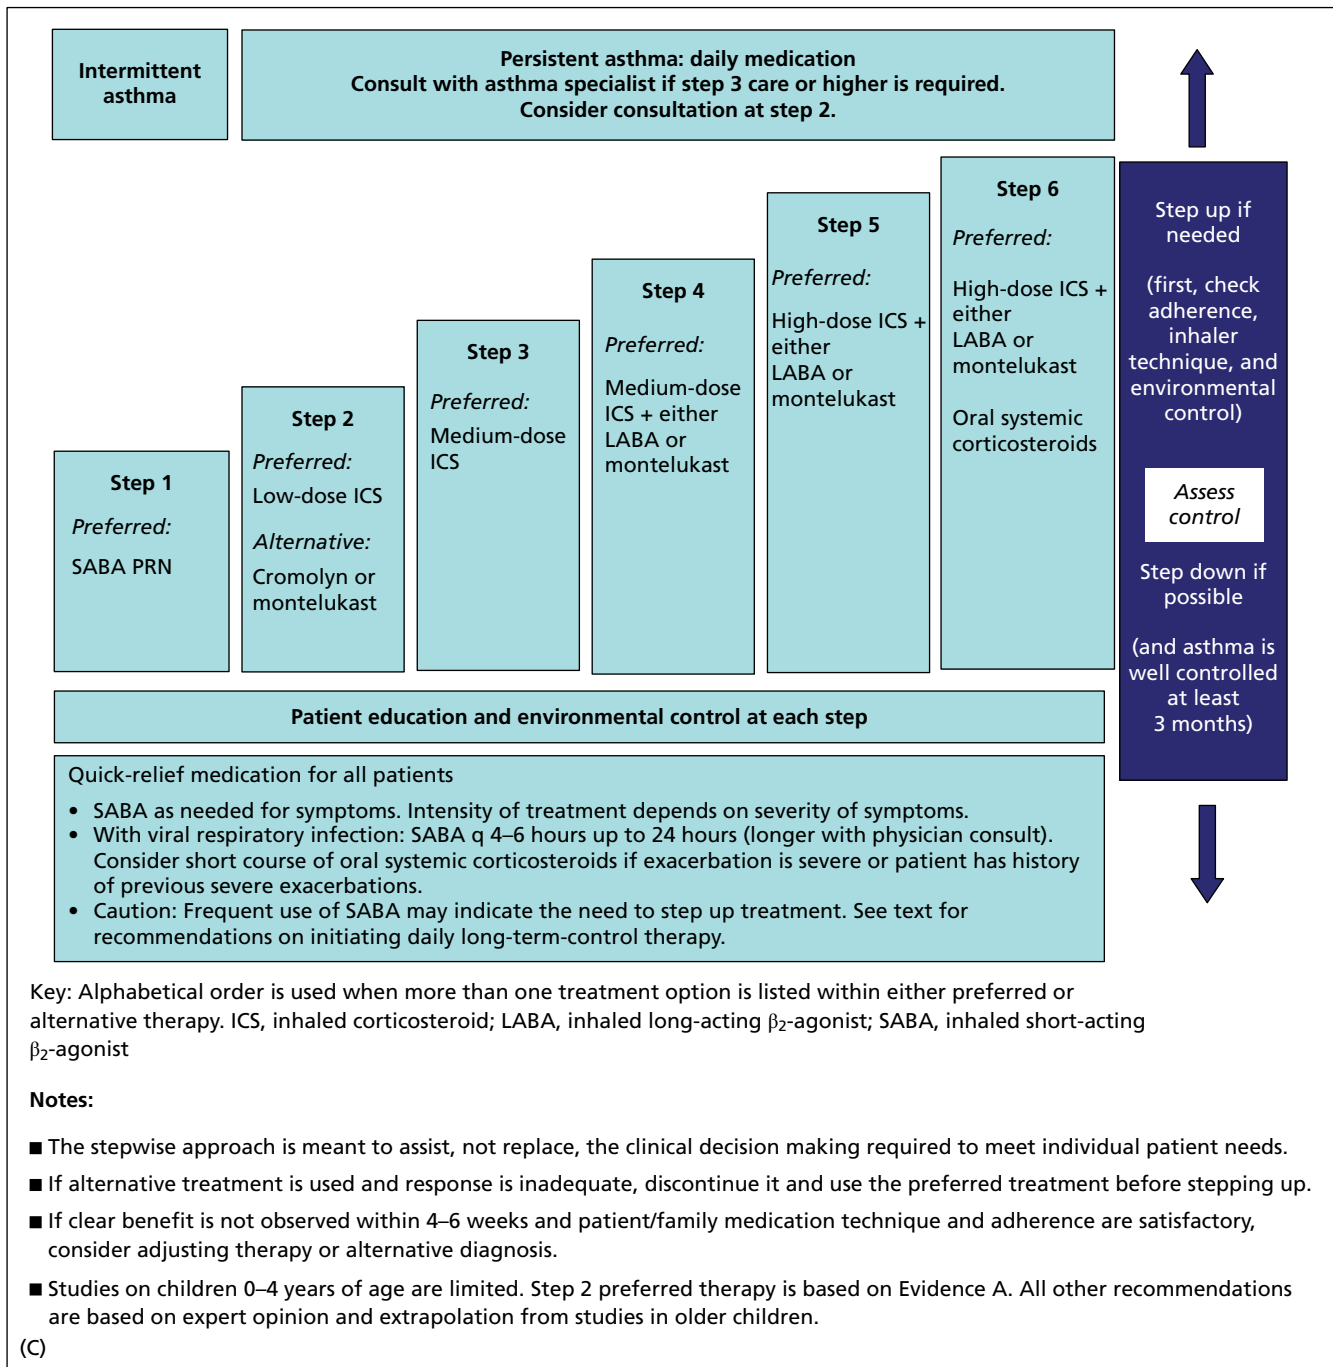 Intermittent
asthma
Persistent asthma: daily medication
Consult with asthma specialist if step 3 care or higher is required.
Consider consultation at step 2.
Step 1
Preferred:
SABA PRN
Step 2
Preferred:
Low-dose ICS
Alternative:
Cromolyn or
montelukast
Step 3
Preferred:
Medium-dose
ICS
Step 4
Preferred:
Medium-dose
ICS + either
LABA or
montelukast
Step 5
Preferred:
High-dose ICS +
either
LABA or
montelukast
Step 6
Preferred:
High-dose ICS +
either
LABA or
montelukast
Oral systemic
corticosteroids
Step up if
needed
(first, check
adherence,
inhaler
technique, and
environmental
control)
Assess
control
Step down if
possible
(and asthma is
well controlled
at least
3 months)
Patient education and environmental control at each step
Quick-relief medication for all patients
• SABA as needed for symptoms. Intensity of treatment depends on severity of symptoms.
• With viral respiratory infection: SABA q 4–6 hours up to 24 hours (longer with physician consult).
Consider short course of oral systemic corticosteroids if exacerbation is severe or patient has history
of previous severe exacerbations.
• Caution: Frequent use of SABA may indicate the need to step up treatment. See text for
recommendations on initiating daily long-term-control therapy.
Key: Alphabetical order is used when more than one treatment option is listed within either preferred or
alternative therapy. ICS, inhaled corticosteroid; LABA, inhaled long-acting β₂-agonist; SABA, inhaled short-acting
β₂-agonist
Notes:
■ The stepwise approach is meant to assist, not replace, the clinical decision making required to meet individual patient needs.
■ If alternative treatment is used and response is inadequate, discontinue it and use the preferred treatment before stepping up.
■ If clear benefit is not observed within 4–6 weeks and patient/family medication technique and adherence are satisfactory,
consider adjusting therapy or alternative diagnosis.
■ Studies on children 0–4 years of age are limited. Step 2 preferred therapy is based on Evidence A. All other recommendations
are based on expert opinion and extrapolation from studies in older children.
(C)